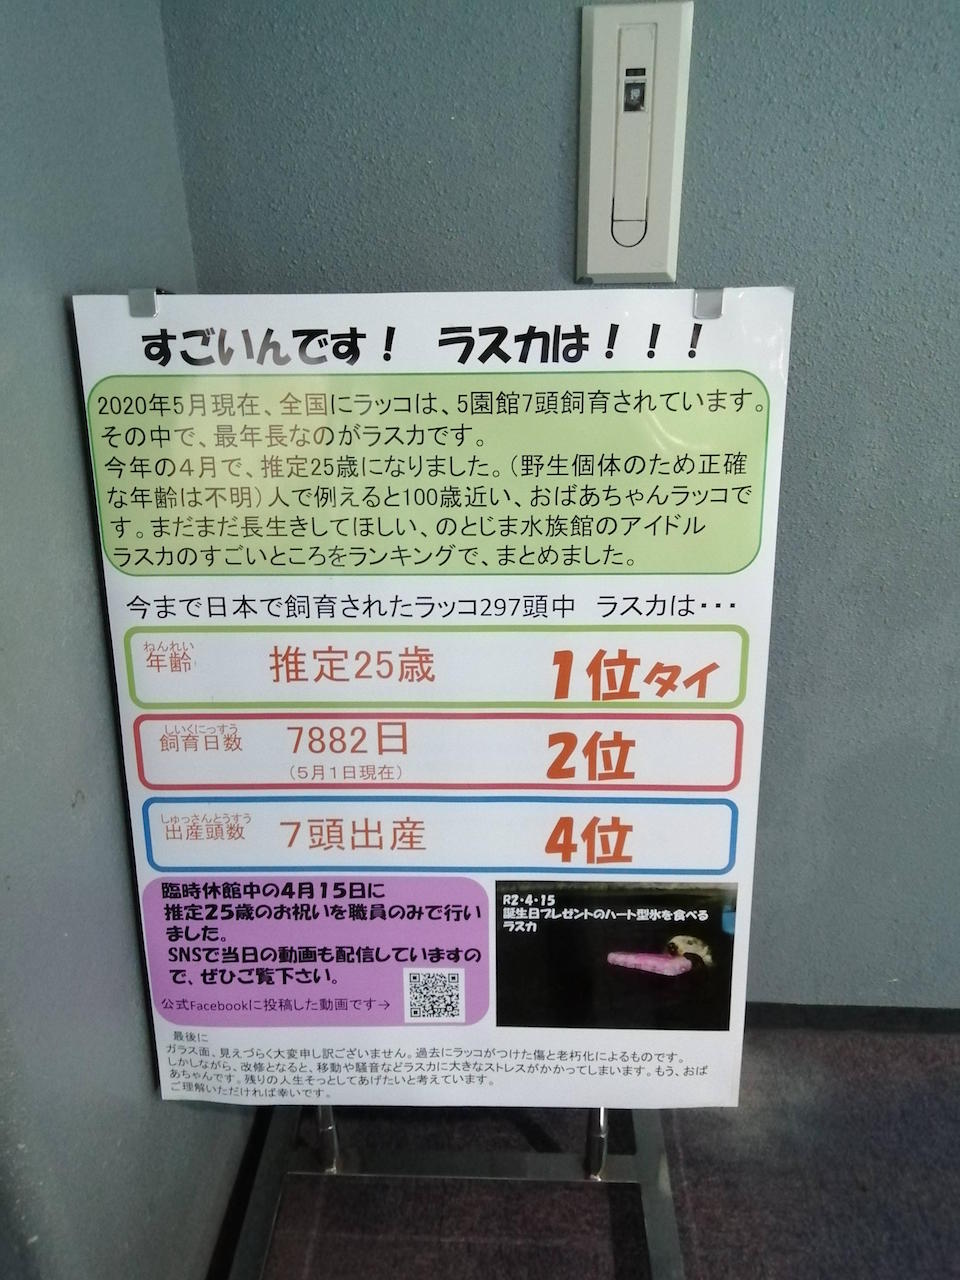 すごいんです！　ラスカは！！！
2020年5月現在、全国にラッコは、5園館7頭飼育されています。
その中で、最年長なのがラスカです。
今年の4月で、推定25歳になりました。（野生個体のため正確
な年齢は不明）人で例えると100歳近い、おばあちゃんラッコで
す。まだまだ長生きしてほしい、のとじま水族館のアイドル
ラスカのすごいところをランキングで、まとめました。
今まで日本で飼育されたラッコ297頭中　ラスカは・・・
ねんれい
年齢　推定25歳　1位タイ
しいくにっすう
飼育日数　7882日　2位
（5月1日現在）
しゅっさんとうすう
出産頭数　7頭出産　4位
臨時休館中の4月15日に
推定25歳のお祝いを職員のみで行い
ました。
SNSで当日の動画も配信していますの
で、ぜひご覧下さい。
公式Facebookに投稿した動画です→
R2・4・15
誕生日プレゼントのハート型氷を食べる
ラスカ
最後に
ガラス面、見えづらく大変申し訳ございません。過去にラッコがつけた傷と老朽化によるものです。
しかしながら、改修となると、移動や騒音などラスカに大きなストレスがかかってしまいます。もう、おば
あちゃんです。残りの人生そっとしてあげたいと考えています。
ご理解いただければ幸いです。